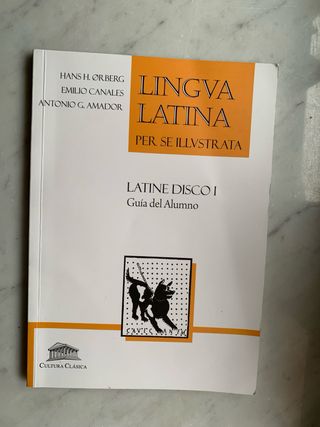 HANS H. ØRBERG
EMILIO CANALES
ANTONIO G. AMADOR
LINGVA
LATINA
PER SE ILLVSTRATA
LATINE DISCO I
Guía del Alumno
CULTURA CLÁSICA